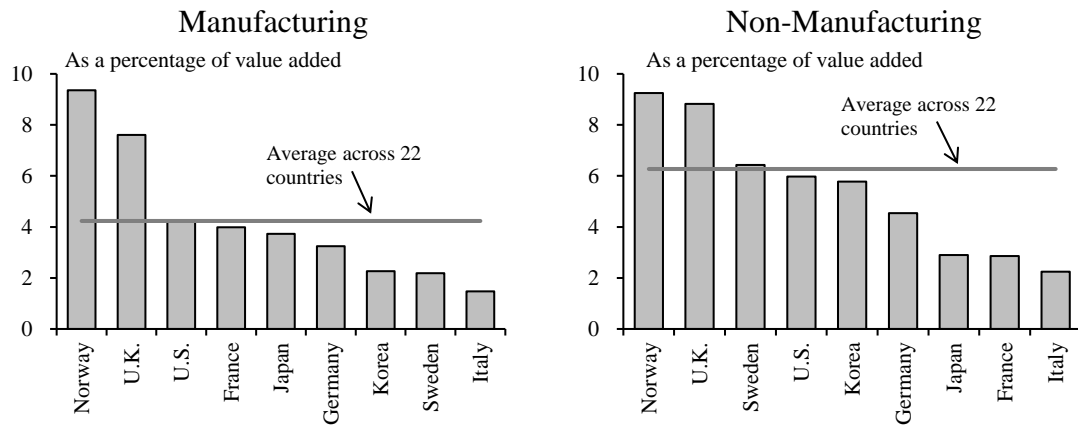 Manufacturing
As a percentage of value added
10
8
6
4
2
0
Average across 22
countries
Norway
U.K.
U.S.
France
Japan
Germany
Korea
Sweden
Italy
Non-Manufacturing
As a percentage of value added
10
8
6
4
2
0
Average across 22
countries
Norway
U.K.
Sweden
U.S.
Korea
Germany
Japan
France
Italy